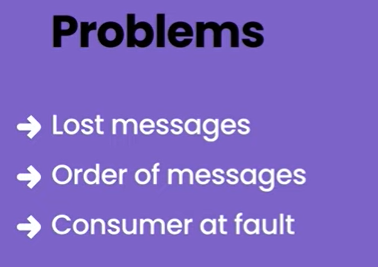 Problems
Lost messages
Order of messages
Consumer at fault